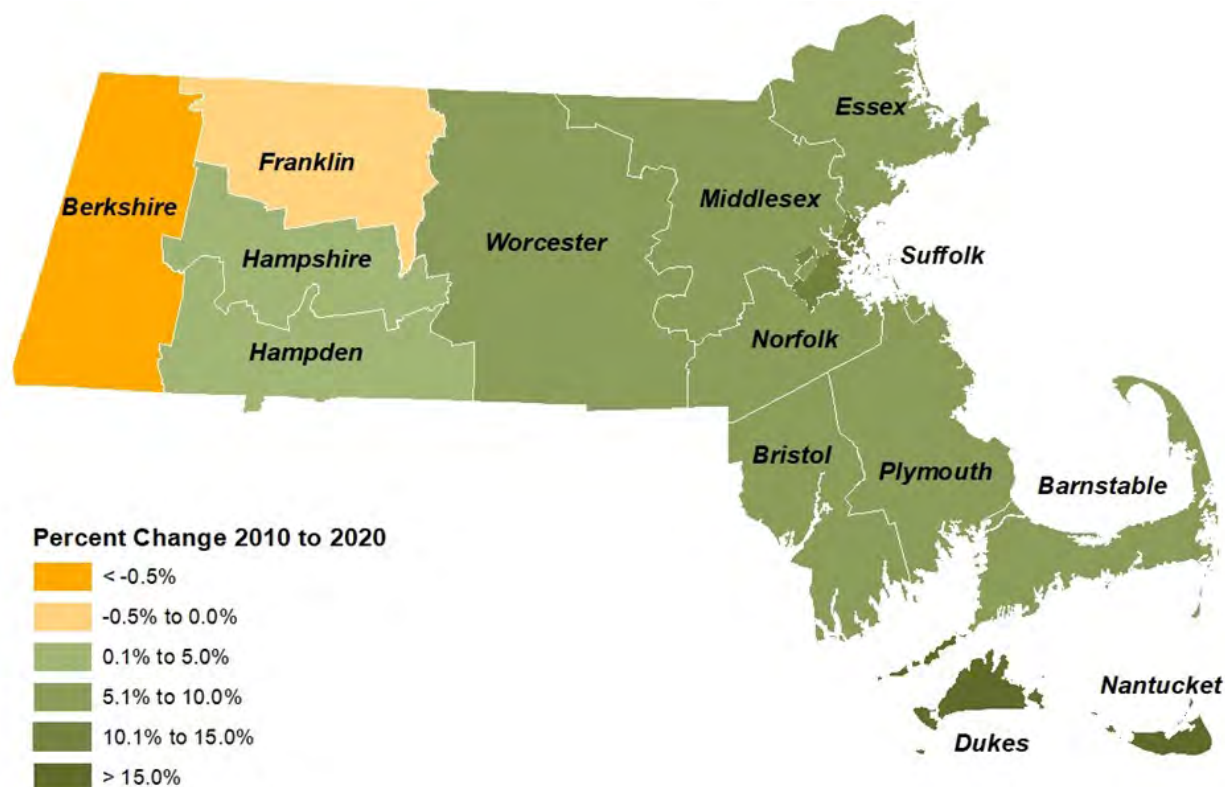 Essex
Franklin
Middlesex
Berkshire
Worcester
Suffolk
Hampshire
Norfolk
Hampden
Bristol
Plymouth
Barnstable
Percent Change 2010 to 2020
< -0.5%
-0.5% to 0.0%
0.1% to 5.0%
5.1% to 10.0%
10.1% to 15.0%
> 15.0%
Nantucket
Dukes